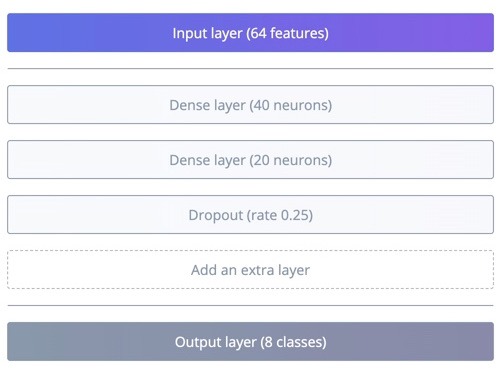 Input layer (64 features)
Dense layer (40 neurons)
Dense layer (20 neurons)
Dropout (rate 0.25)
Add an extra layer
Output layer (8 classes)